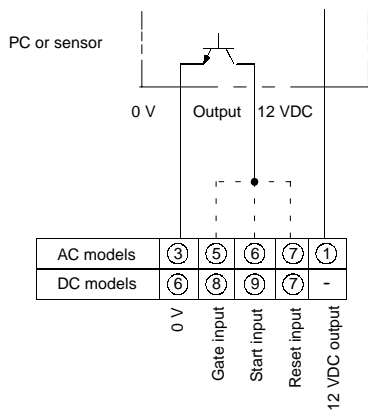 PC or sensor
0 V Output 12 VDC
AC models 3 5 6 7 1
DC models 6 8 9 7 -
0 V
Gate input
Start input
Reset input
12 VDC output